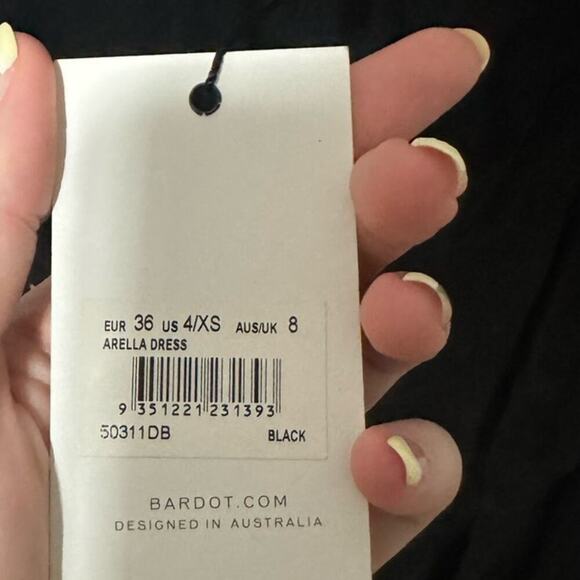 EUR 36 US 4/XS AUS/UK 8
ARELLA DRESS
9 351221 231393
50311DB BLACK
BARDOT.COM
DESIGNED IN AUSTRALIA